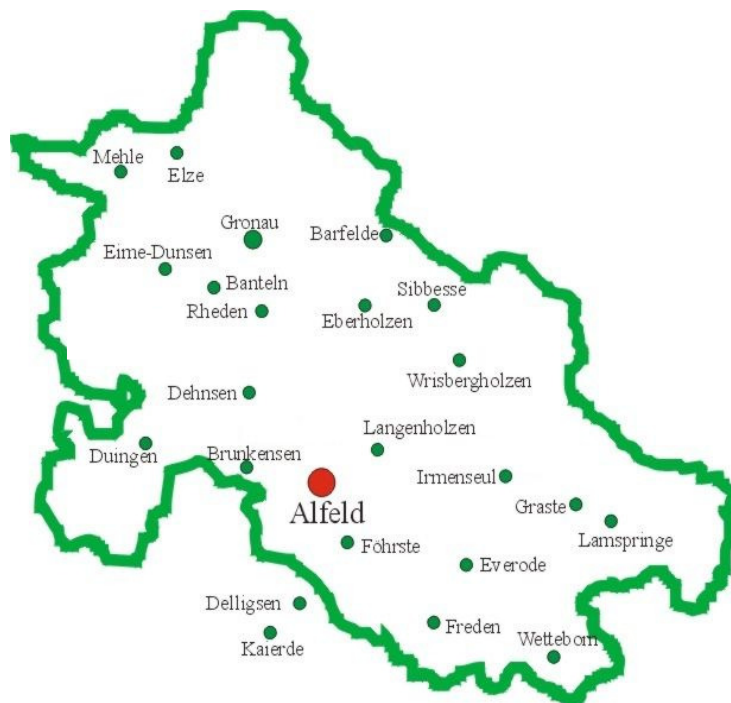 Mehle
Elze
Gronau
Barfelde
Eime-Dunsen
Banteln
Sibbesse
Rheden
Eberholzen
Wrisbergholzen
Dehnsen
Langenholzen
Duingen
Brunkensen
Irmenseul
Alfeld
Graste
Lamspringe
Föhrste
Everode
Delligsen
Freden
Kaierde
Wetteborn